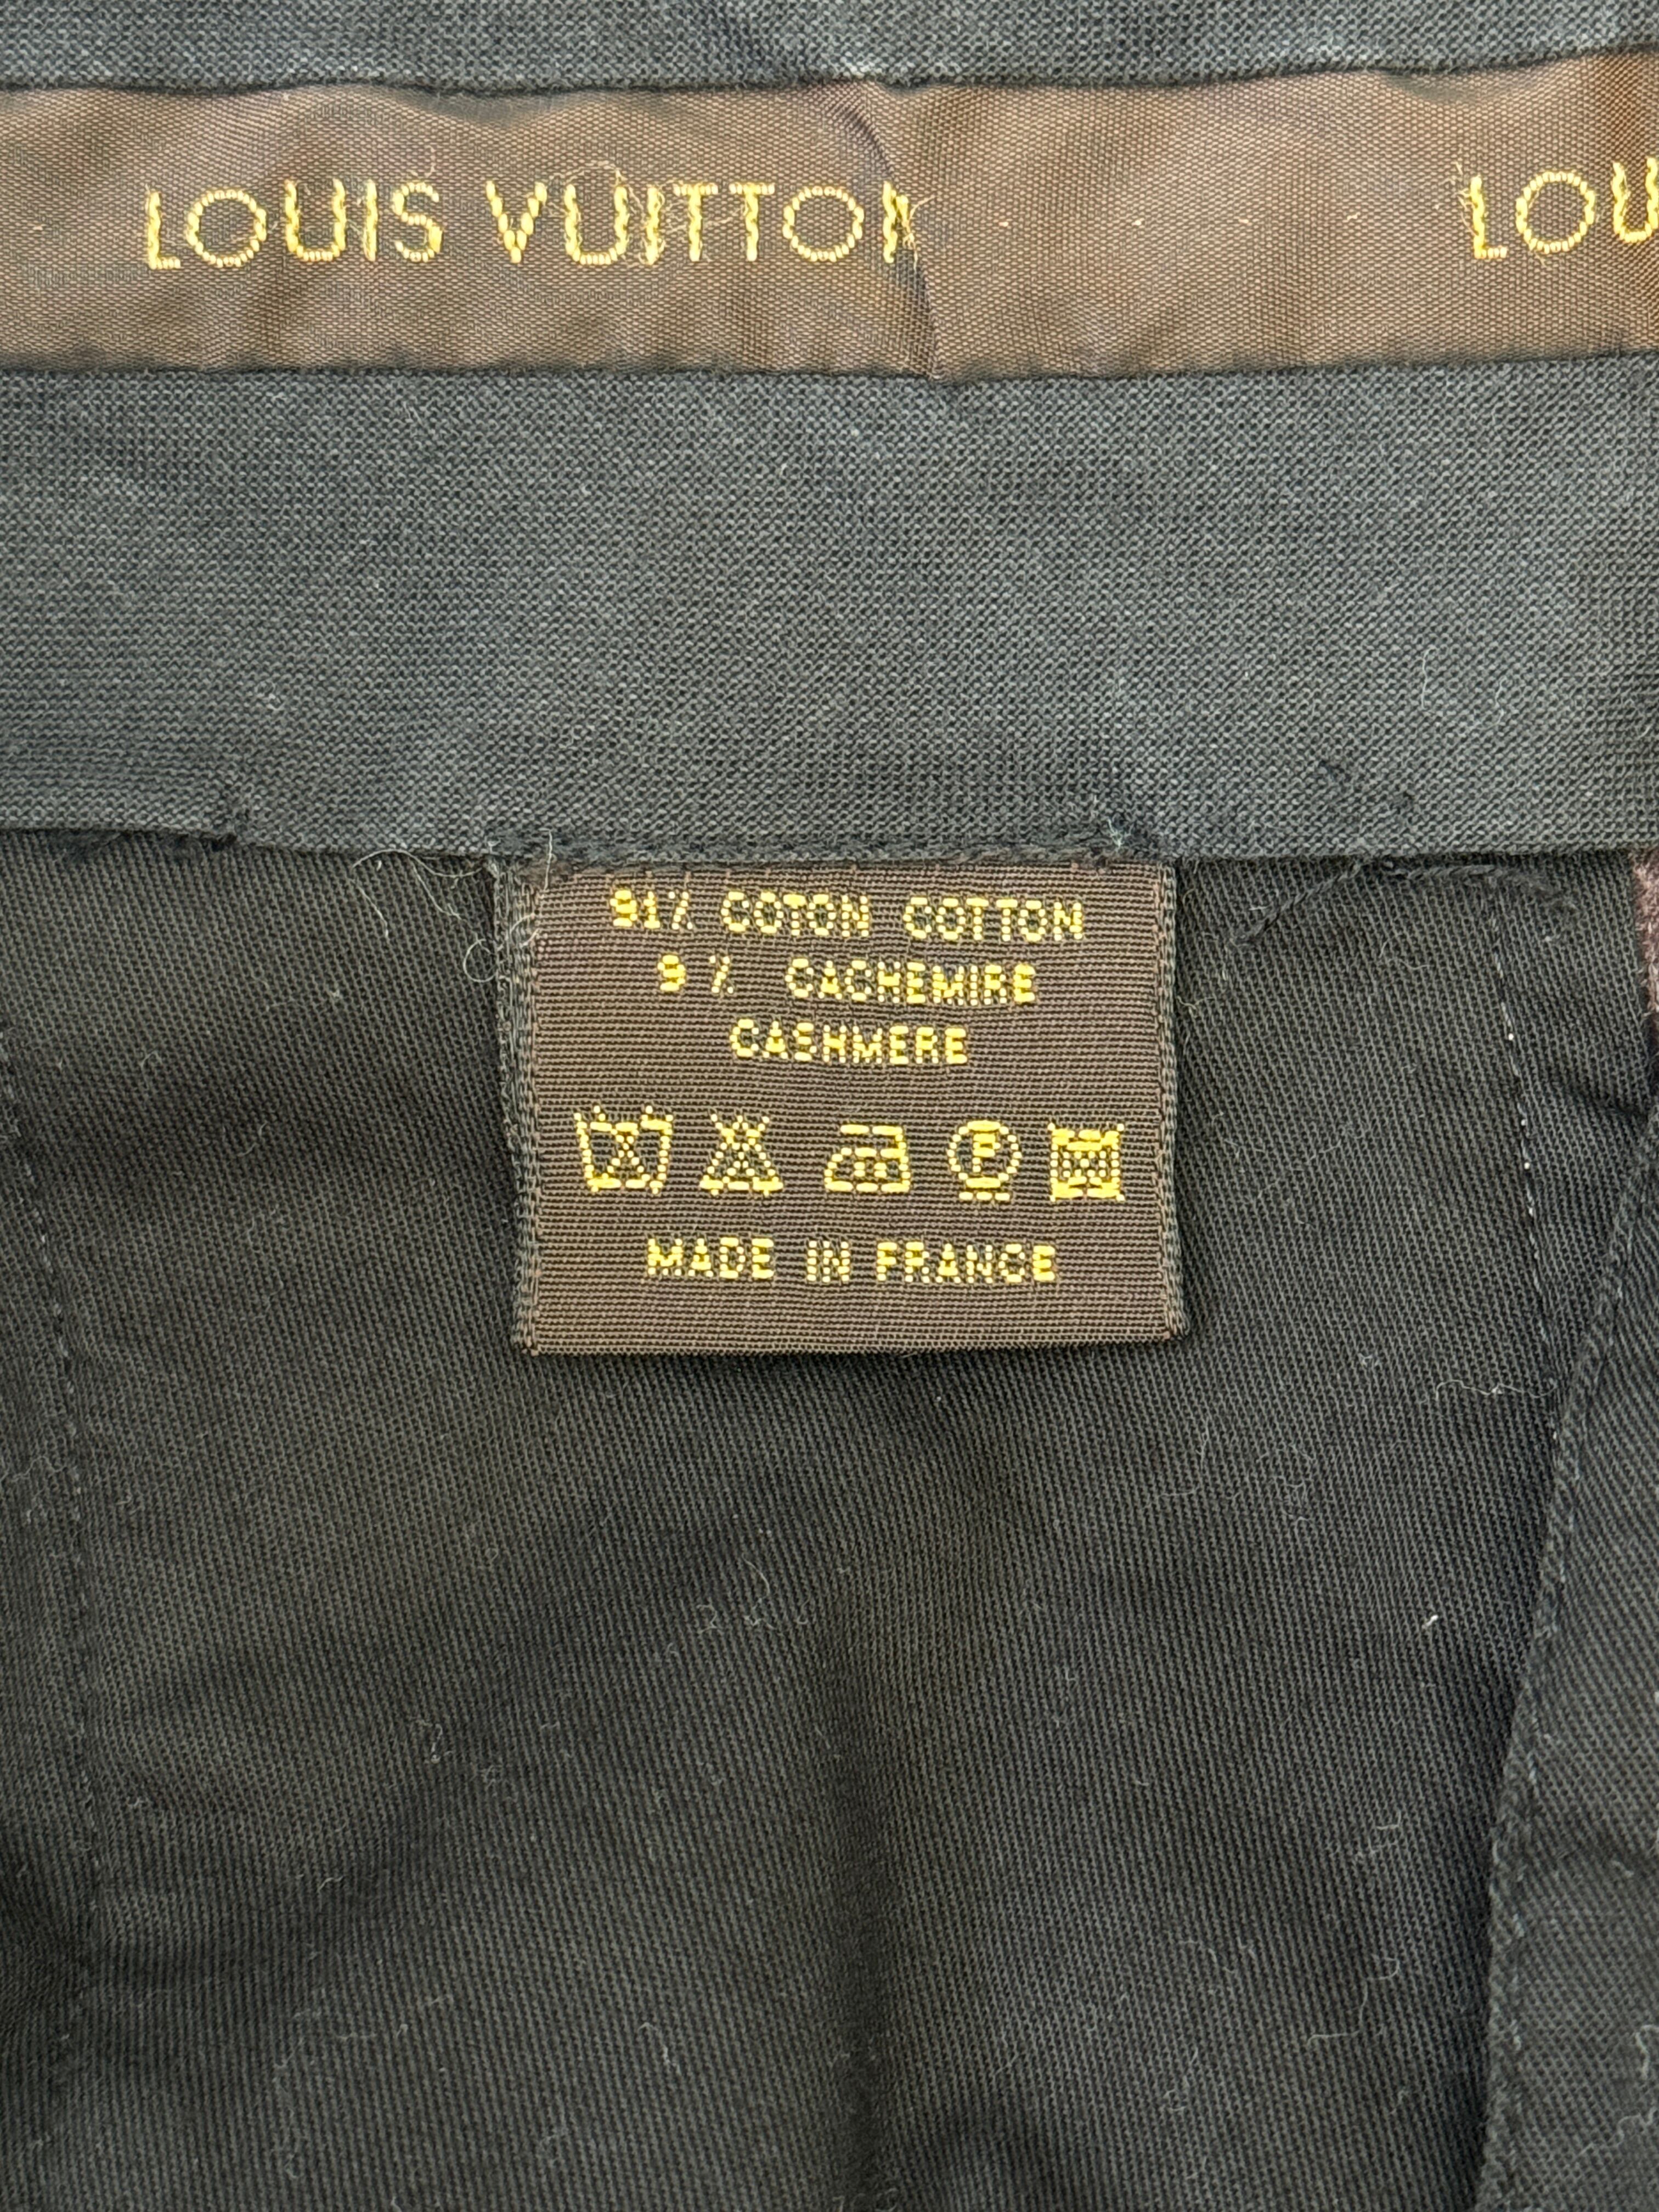 LOUIS VUITTON LOU
91% COTON COTTON
9% CACHEMIRE
CASHMERE
F
MADE IN FRANCE